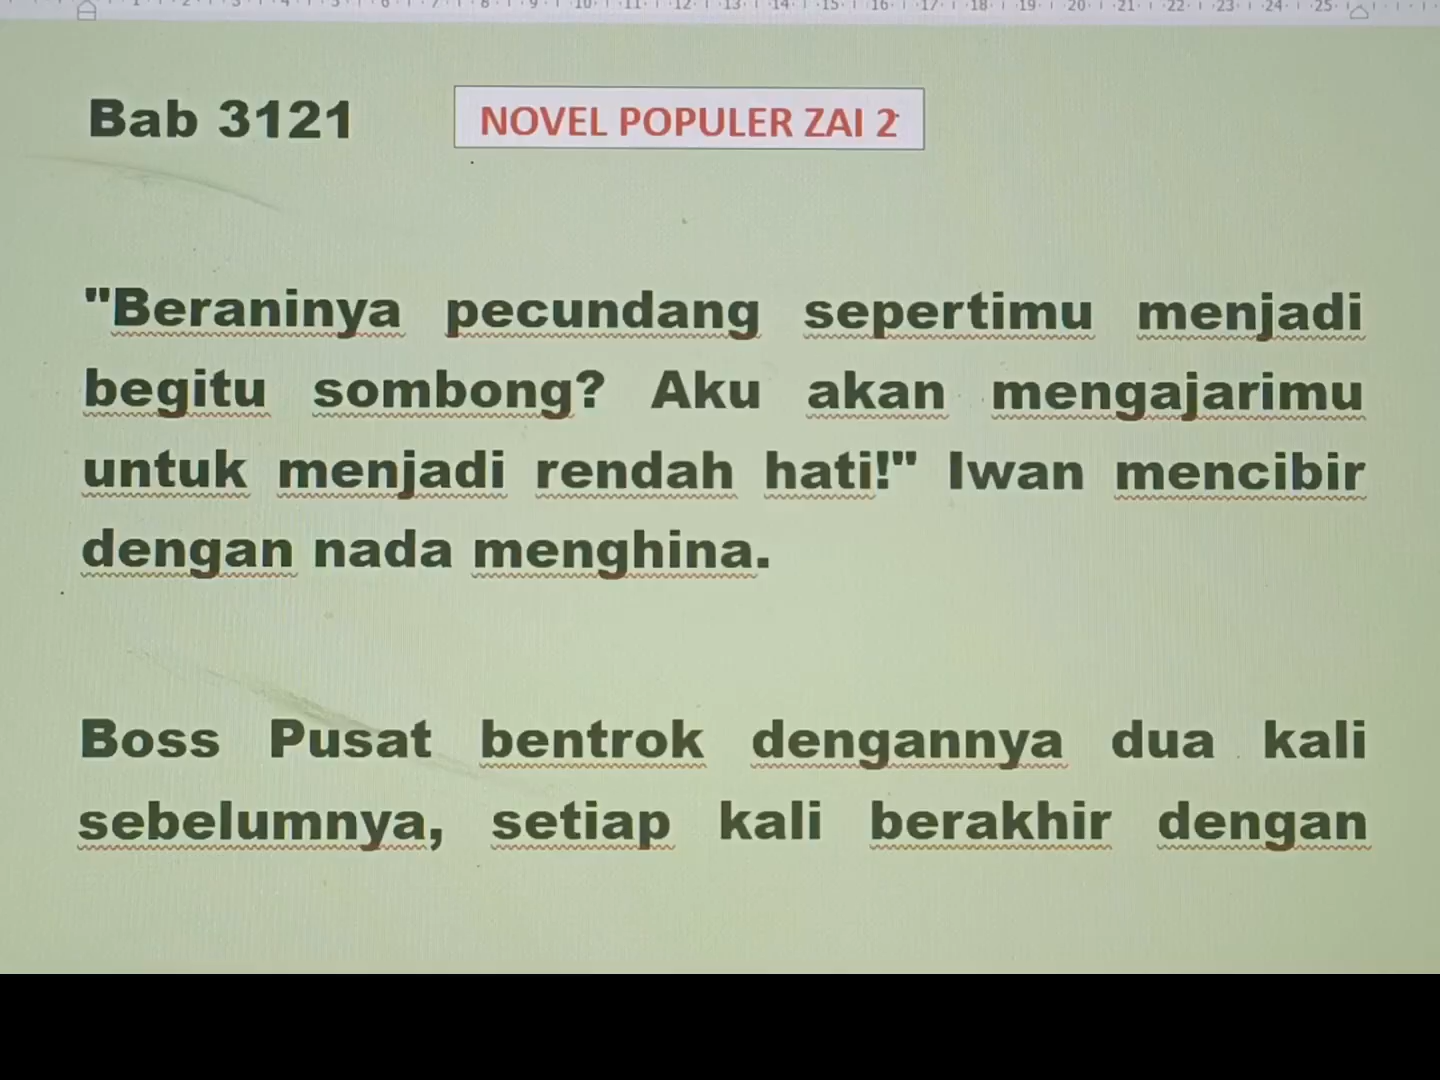 Bab 3121
NOVEL POPULER ZAI 2
"Beraninya pecundang sepertimu menjadi
begitu sombong? Aku akan mengajarimu
untuk menjadi rendah hati!" Iwan mencibir
dengan nada menghina.
Boss Pusat bentrok dengannya dua kali
sebelumnya, setiap kali berakhir dengan